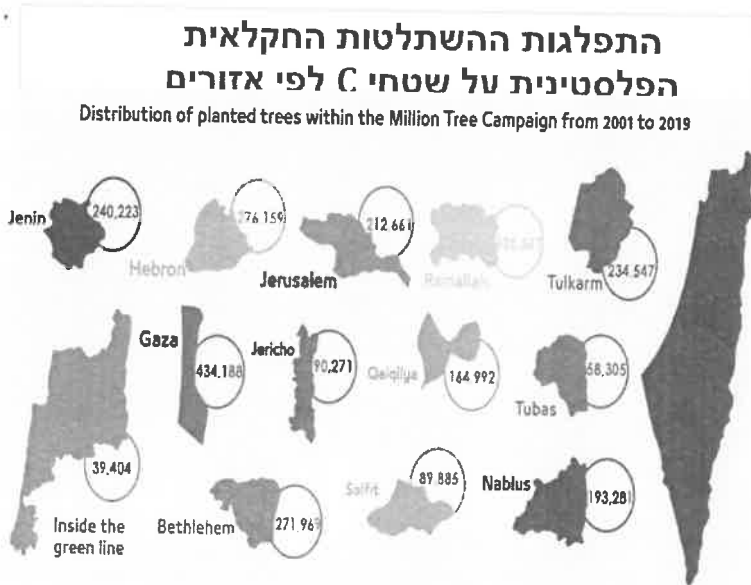 התפלגות ההשתלטות החקלאית
הפלסטינית על שטחי C לפי אזורים
Distribution of planted trees within the Million Tree Campaign from 2001 to 2019
Jenin
240,223
Hebron
276 159
Jerusalem
212 661
Ramallah
Tulkarm
234.547
Inside the
green line
39,404
Gaza
434,188
Jericho
90,271
Qalqilya
164 992
Tubas
68,305
Bethlehem
271,969
Salfit
89 885
Nablus
193,281